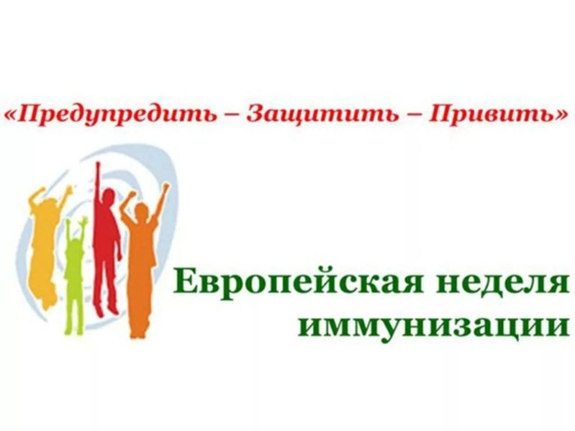 «Предупредить – Защитить – Привить»
Европейская неделя
иммунизации